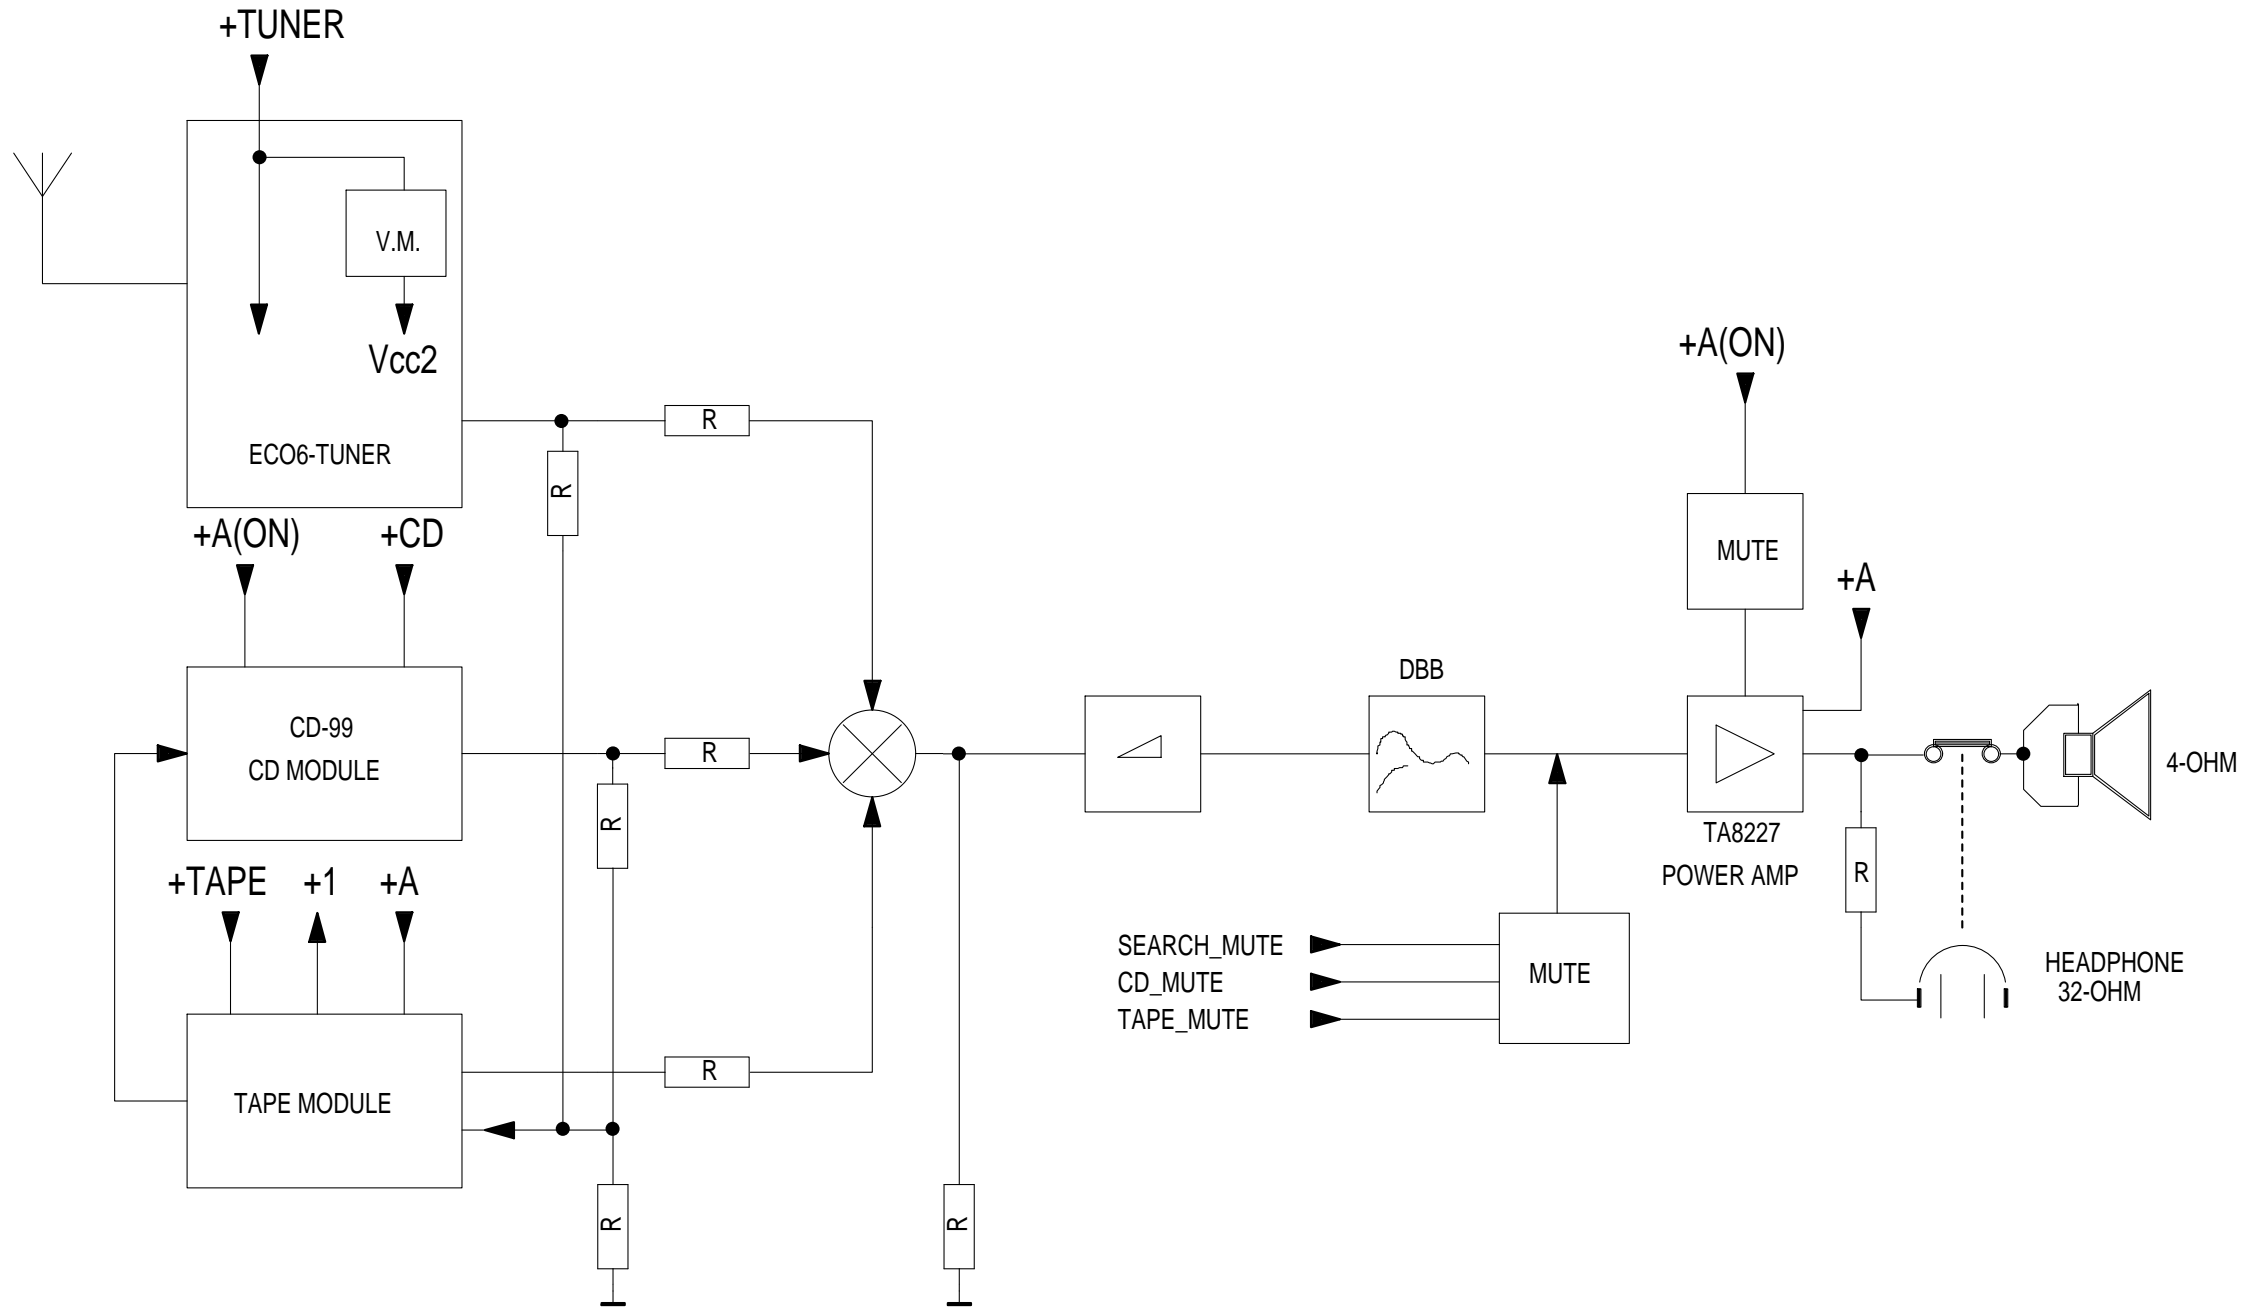 +TUNER
V.M.
Vcc2
ECO6-TUNER
R
R
+A(ON)
+CD
CD-99
CD MODULE
R
R
+TAPE
+1
+A
TAPE MODULE
R
R
R
DBB
+A(ON)
MUTE
+A
TA8227
POWER AMP
4-OHM
R
SEARCH_MUTE
CD_MUTE
TAPE_MUTE
MUTE
HEADPHONE
32-OHM